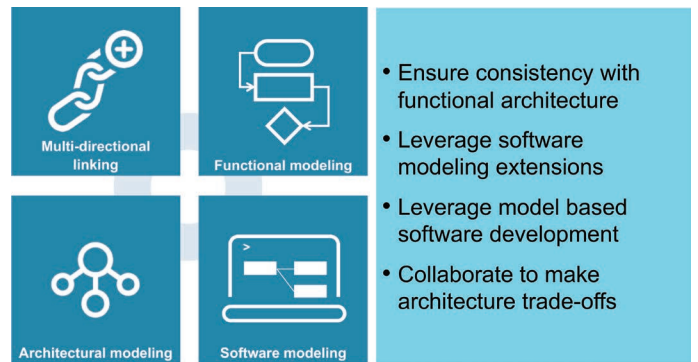 Multi-directional
linking
Functional modeling
Architectural modeling
>
Software modeling
• Ensure consistency with
functional architecture
• Leverage software
modeling extensions
• Leverage model based
software development
• Collaborate to make
architecture trade-offs